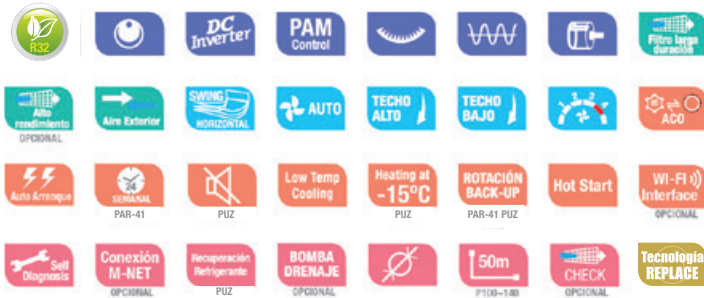 R32
DC
Inverter
PAM
Control
Filtro larga
duración
Alto
rendimiento
OPCIONAL
Aire Exterior
SWING
HORIZONTAL
AUTO
TECHO
ALTO
TECHO
BAJO
3 2
ACO
Auto Arranque
24
SEMANAL
PAR-41
PUZ
Low Temp
Cooling
Heating at
-15ºC
PUZ
ROTACIÓN
BACK-UP
PAR-41 PUZ
Hot Start
WI-FI
Interface
OPCIONAL
Self
Diagnosis
Conexión
M-NET
OPCIONAL
Recuperación
Refrigerante
PUZ
BOMBA
DRENAJE
OPCIONAL
50m
P100~140
CHECK
OPCIONAL
Tecnología
REPLACE